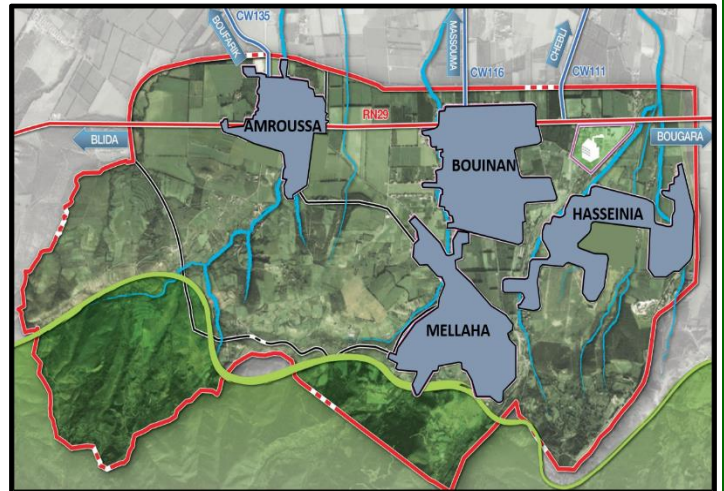 CW135
BOUFARIK
MASSOUMA
CHEBLI
CW116
CW111
RN29
AMROUSSA
BLIDA
BOUGARA
BOUINAN
HASSEINIA
MELLAHA